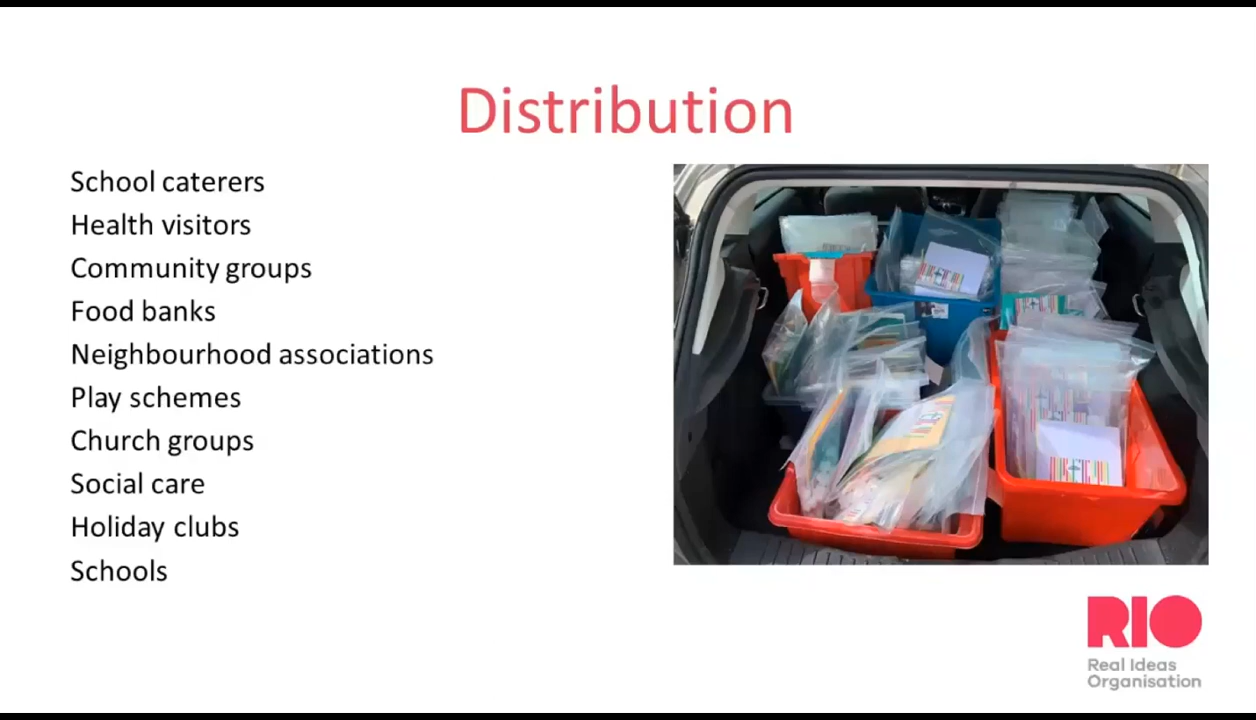 Distribution
School caterers
Health visitors
Community groups
Food banks
Neighbourhood associations
Play schemes
Church groups
Social care
Holiday clubs
Schools
RIO
Real Ideas
Organisation